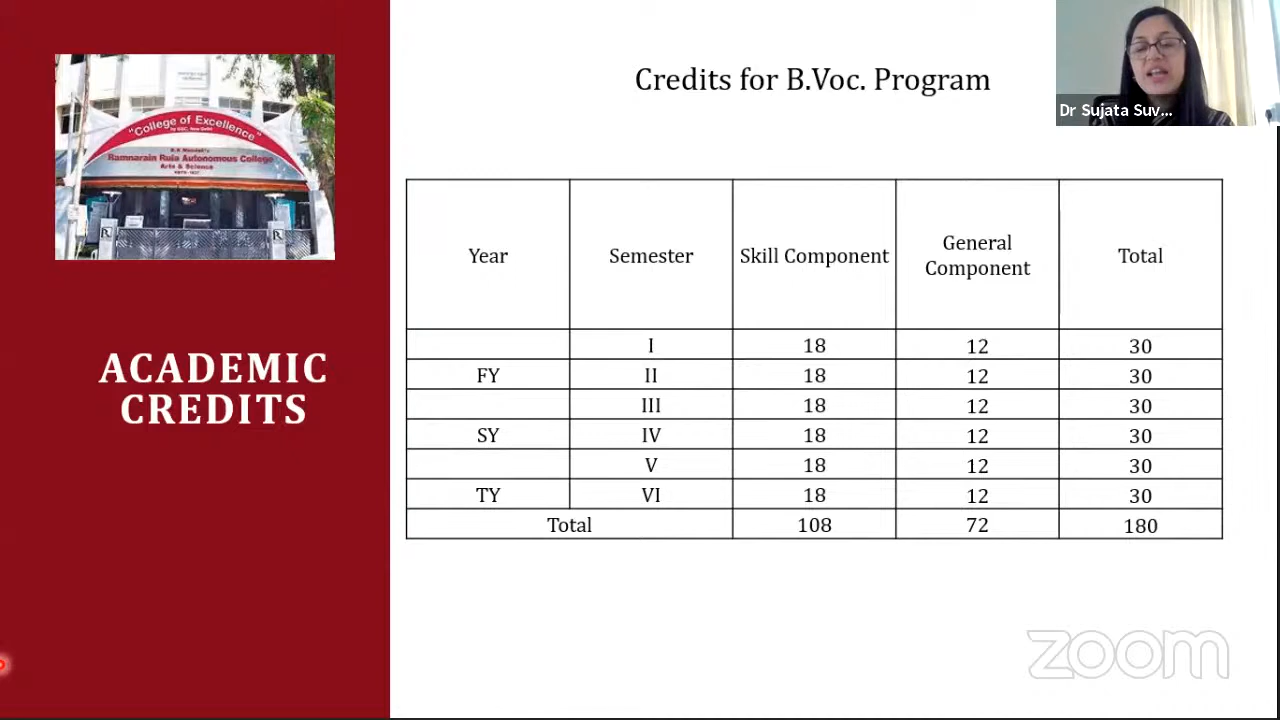 "College of Excellence"
Ramnarain Ruia Autonomous College
Arts & Science
ACADEMIC
CREDITS
Credits for B.Voc. Program
Dr Sujata Suv...
Year Semester Skill Component General Component Total
I 18 12 30
FY II 18 12 30
III 18 12 30
SY IV 18 12 30
V 18 12 30
TY VI 18 12 30
Total 108 72 180
zoom